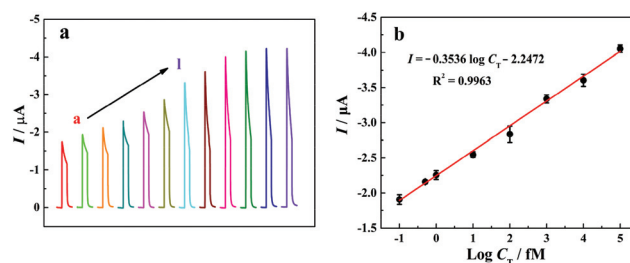 a
I / µA
-5
-4
-3
-2
-1
0
a
l
b
I / µA
-4.5
-4.0
-3.5
-3.0
-2.5
-2.0
-1.5
I = −0.3536 log C_T − 2.2472
R² = 0.9963
-1 0 1 2 3 4 5
Log C_T / fM